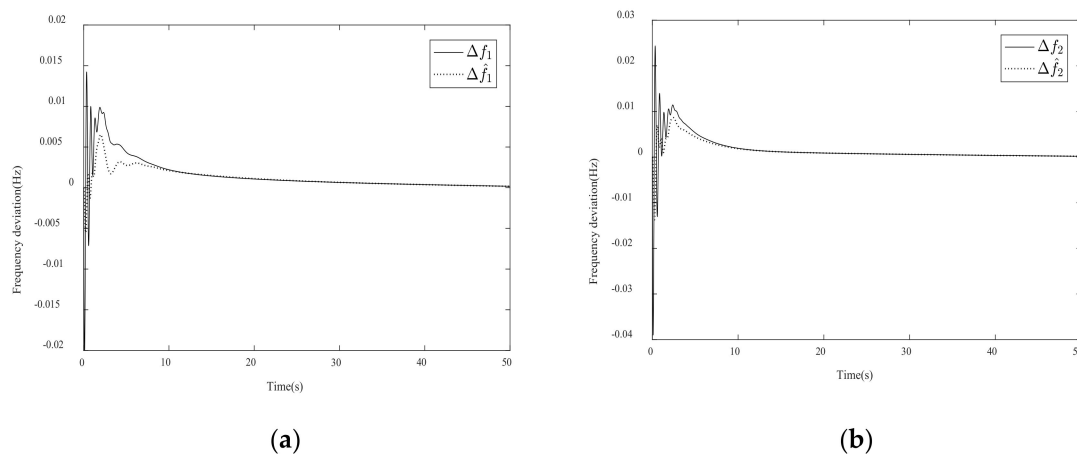 0.02
0.015
0.01
0.005
0
-0.005
-0.01
-0.015
-0.02
Frequency deviation(Hz)
0 10 20 30 40 50
Time(s)
Δf₁
Δf̂₁
(a)
0.03
0.02
0.01
0
-0.01
-0.02
-0.03
-0.04
Frequency deviation(Hz)
0 10 20 30 40 50
Time(s)
Δf₂
Δf̂₂
(b)